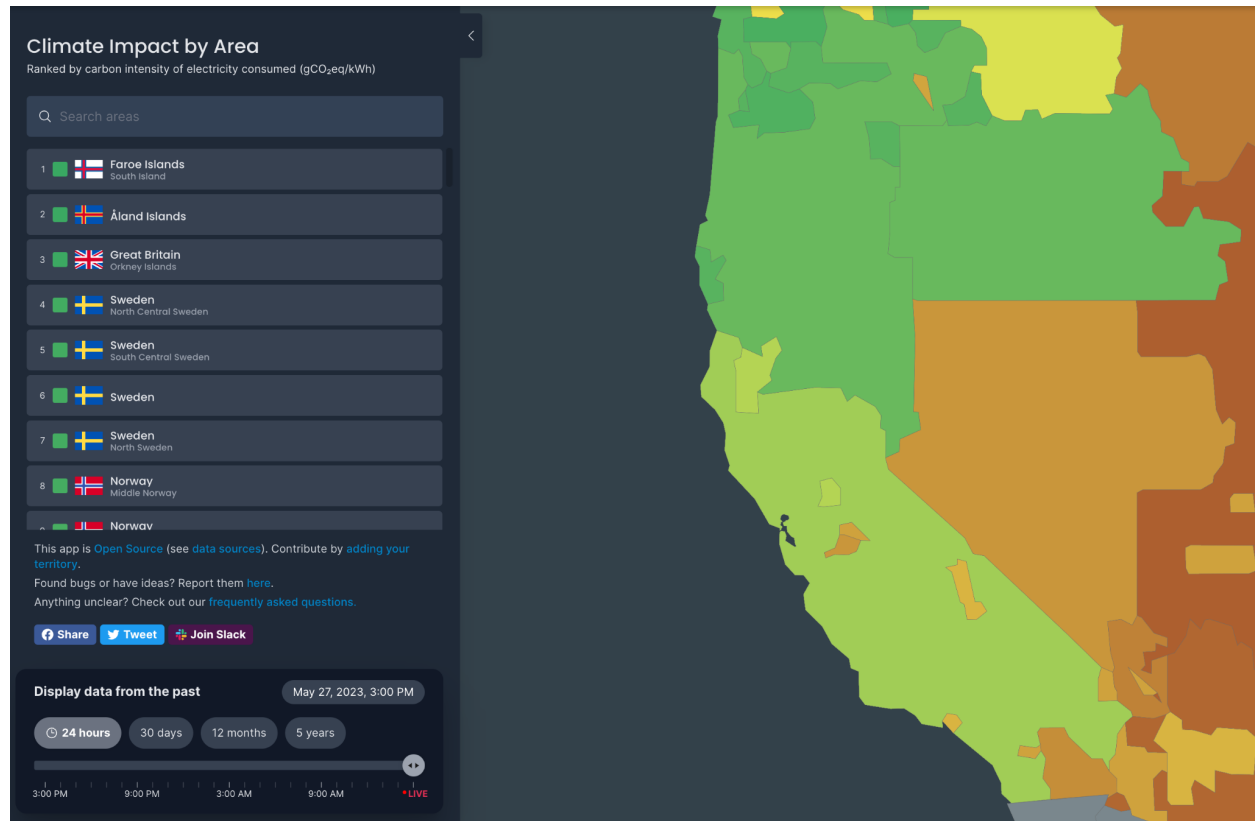 Climate Impact by Area
Ranked by carbon intensity of electricity consumed (gCO₂eq/kWh)
Search areas
1 Faroe Islands
South Island
2 Åland Islands
3 Great Britain
Orkney Islands
4 Sweden
North Central Sweden
5 Sweden
South Central Sweden
6 Sweden
7 Sweden
North Sweden
8 Norway
Middle Norway
9 Norway
This app is Open Source (see data sources). Contribute by adding your
territory.
Found bugs or have ideas? Report them here.
Anything unclear? Check out our frequently asked questions.
Share Tweet Join Slack
Display data from the past May 27, 2023, 3:00 PM
24 hours 30 days 12 months 5 years
3:00 PM 9:00 PM 3:00 AM 9:00 AM LIVE